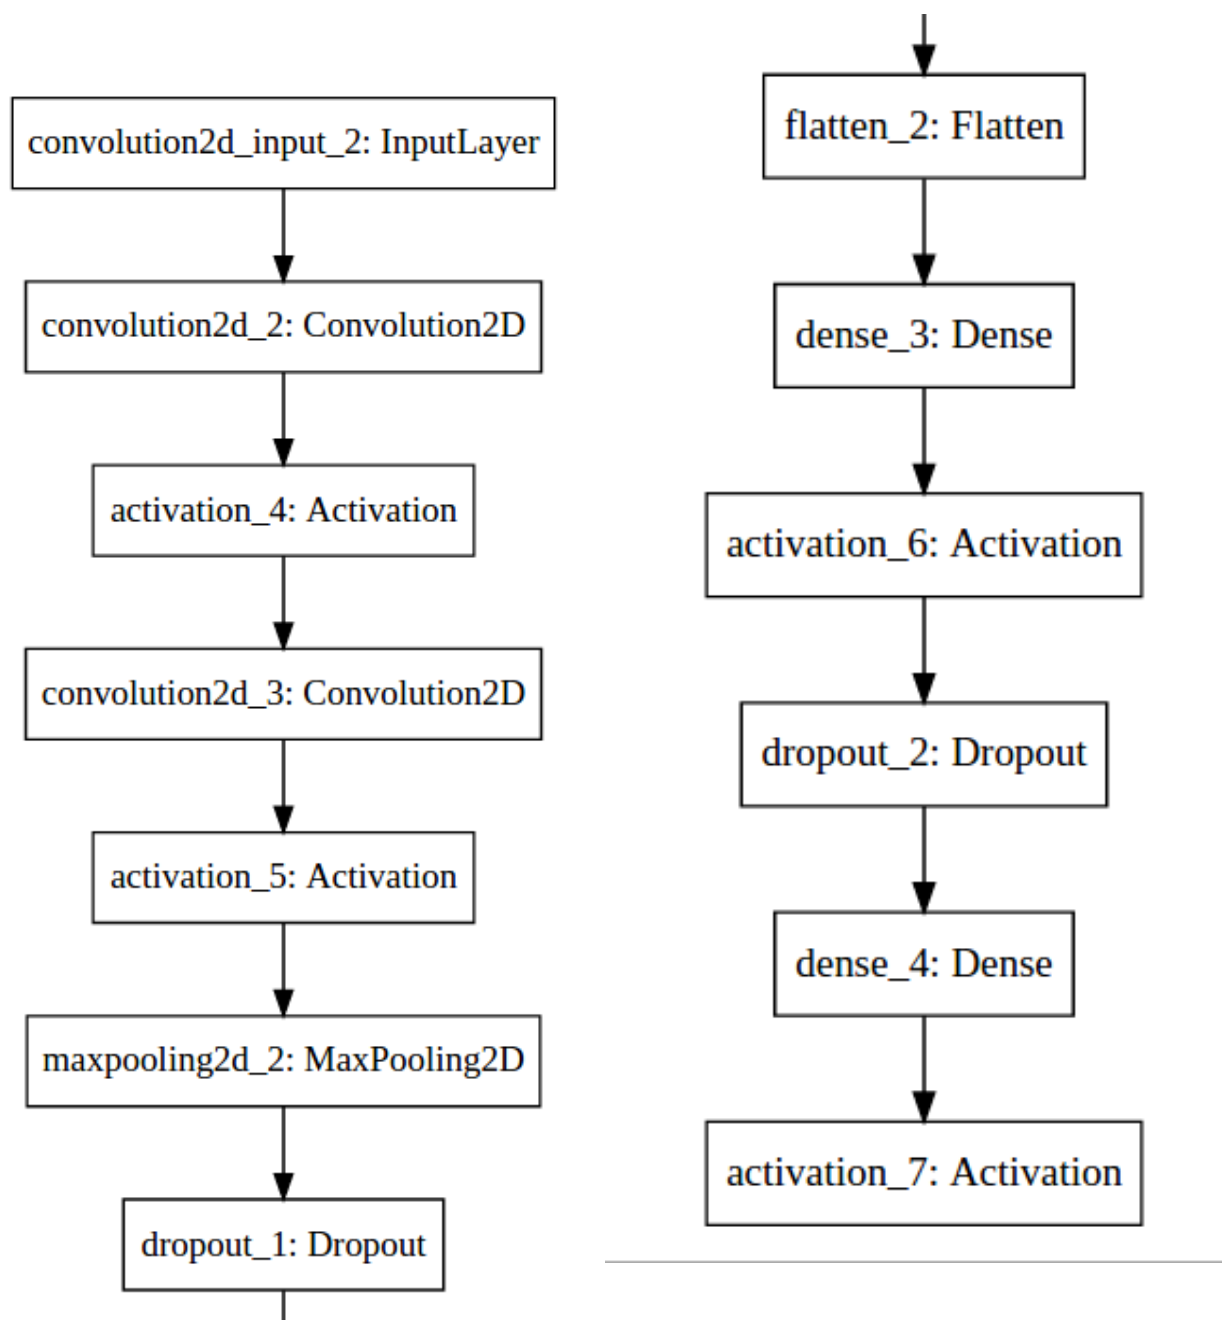 convolution2d_input_2: InputLayer
convolution2d_2: Convolution2D
activation_4: Activation
convolution2d_3: Convolution2D
activation_5: Activation
maxpooling2d_2: MaxPooling2D
dropout_1: Dropout
flatten_2: Flatten
dense_3: Dense
activation_6: Activation
dropout_2: Dropout
dense_4: Dense
activation_7: Activation